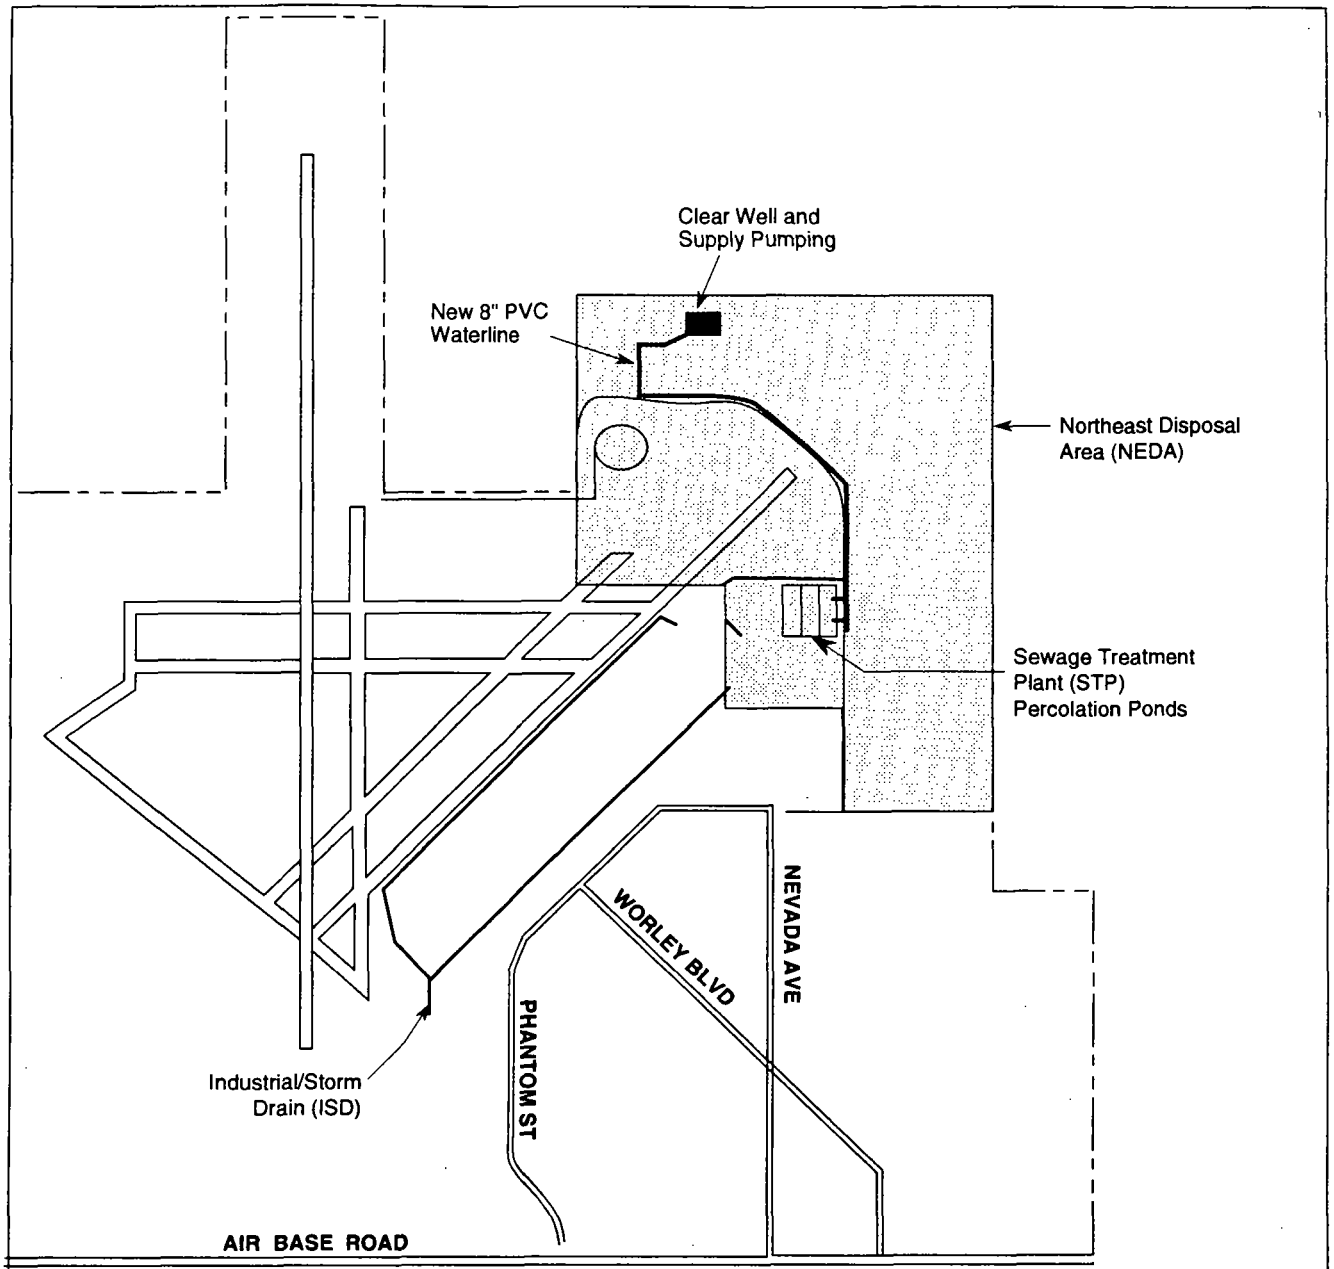 Clear Well and
Supply Pumping
New 8" PVC
Waterline
Northeast Disposal
Area (NEDA)
Sewage Treatment
Plant (STP)
Percolation Ponds
NEVADA AVE
WORLEY BLVD
PHANTOM ST
Industrial/Storm
Drain (ISD)
AIR BASE ROAD